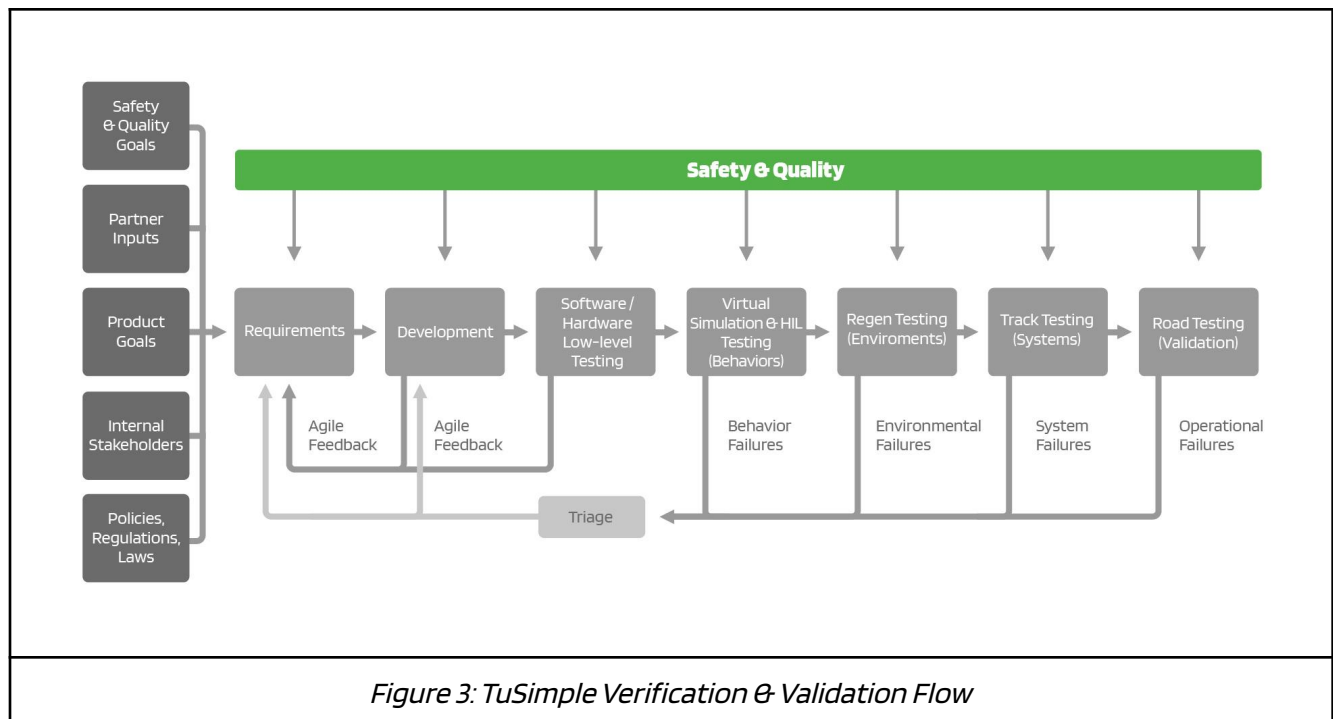 Safety
& Quality
Goals
Partner
Inputs
Product
Goals
Internal
Stakeholders
Policies,
Regulations,
Laws
Safety & Quality
Requirements
Development
Software /
Hardware
Low-level
Testing
Virtual
Simulation & HIL
Testing
(Behaviors)
Regen Testing
(Enviroments)
Track Testing
(Systems)
Road Testing
(Validation)
Agile
Feedback
Agile
Feedback
Behavior
Failures
Environmental
Failures
System
Failures
Operational
Failures
Triage
Figure 3: TuSimple Verification & Validation Flow